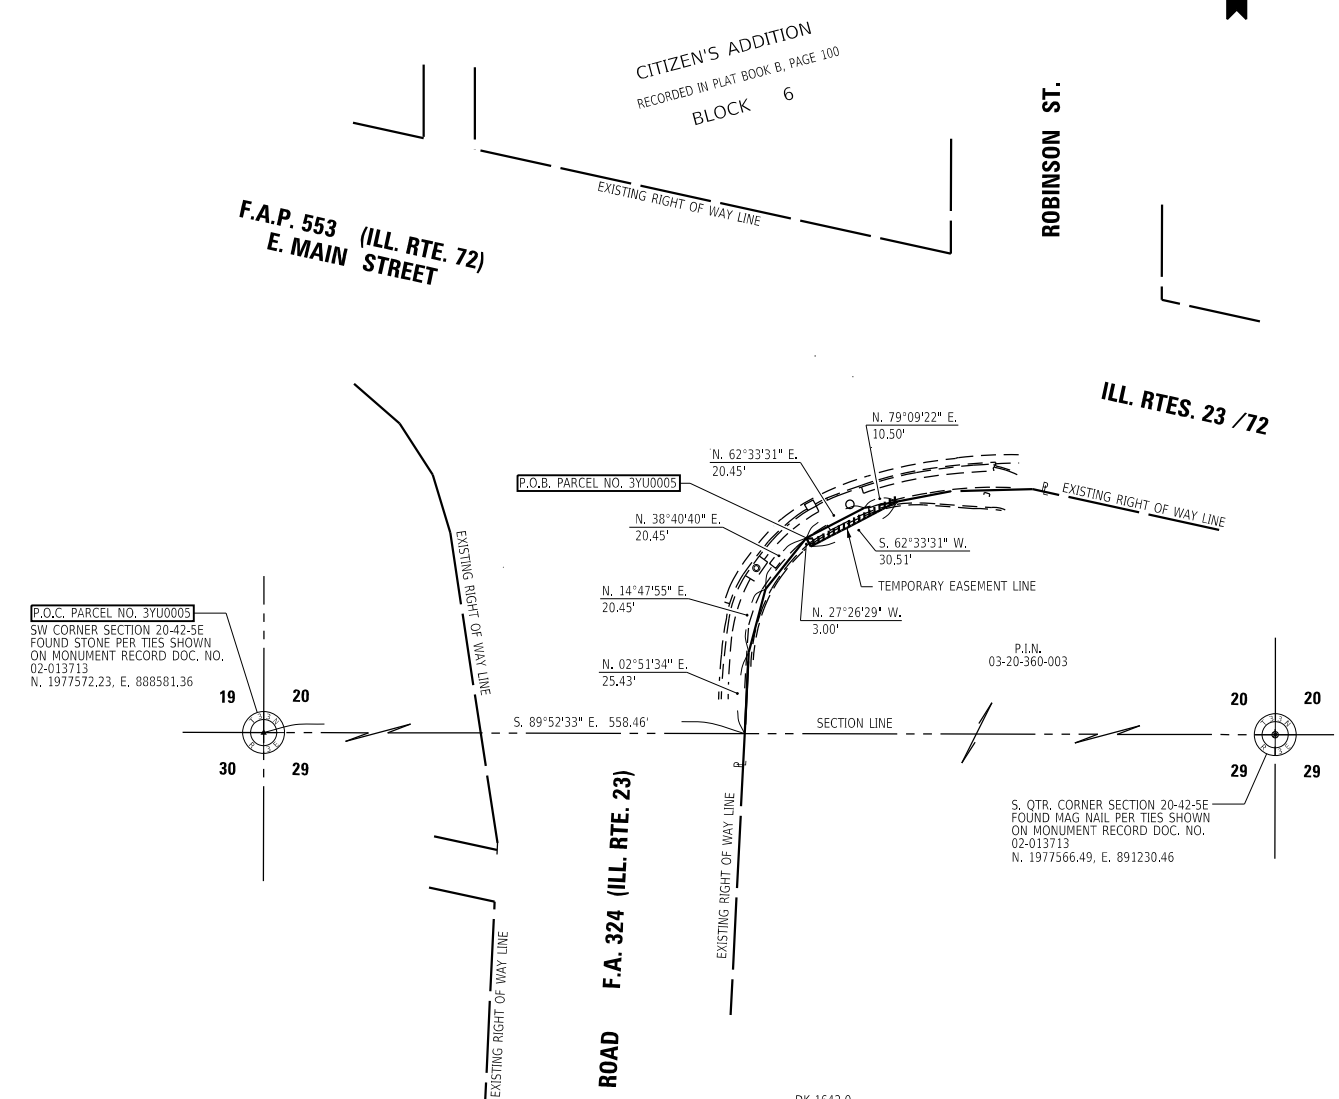 CITIZEN'S ADDITION
RECORDED IN PLAT BOOK B, PAGE 100
BLOCK 6
ROBINSON ST.
EXISTING RIGHT OF WAY LINE
F.A.P. 553 (ILL. RTE. 72)
E. MAIN STREET
ILL. RTES. 23 /72
N. 79°09'22" E.
10.50'
N. 62°33'31" E.
20.45'
P.O.B. PARCEL NO. 3YU0005
EXISTING RIGHT OF WAY LINE
N. 38°40'40" E.
20.45'
S. 62°33'31" W.
30.51'
TEMPORARY EASEMENT LINE
EXISTING RIGHT OF WAY LINE
N. 14°47'55" E.
20.45'
N. 27°26'29" W.
3.00'
P.O.C. PARCEL NO. 3YU0005
SW CORNER SECTION 20-42-5E
FOUND STONE PER TIES SHOWN
ON MONUMENT RECORD DOC. NO.
02-013713
N. 1977572.23, E. 888581.36
P.I.N.
03-20-360-003
N. 02°51'34" E.
25.43'
19 20
30 29
S. 89°52'33" E. 558.46'
SECTION LINE
20 20
29 29
S. QTR. CORNER SECTION 20-42-5E
FOUND MAG NAIL PER TIES SHOWN
ON MONUMENT RECORD DOC. NO.
02-013713
N. 1977566.49, E. 891230.46
EXISTING RIGHT OF WAY LINE
ROAD F.A. 324 (ILL. RTE. 23)
EXISTING RIGHT OF WAY LINE